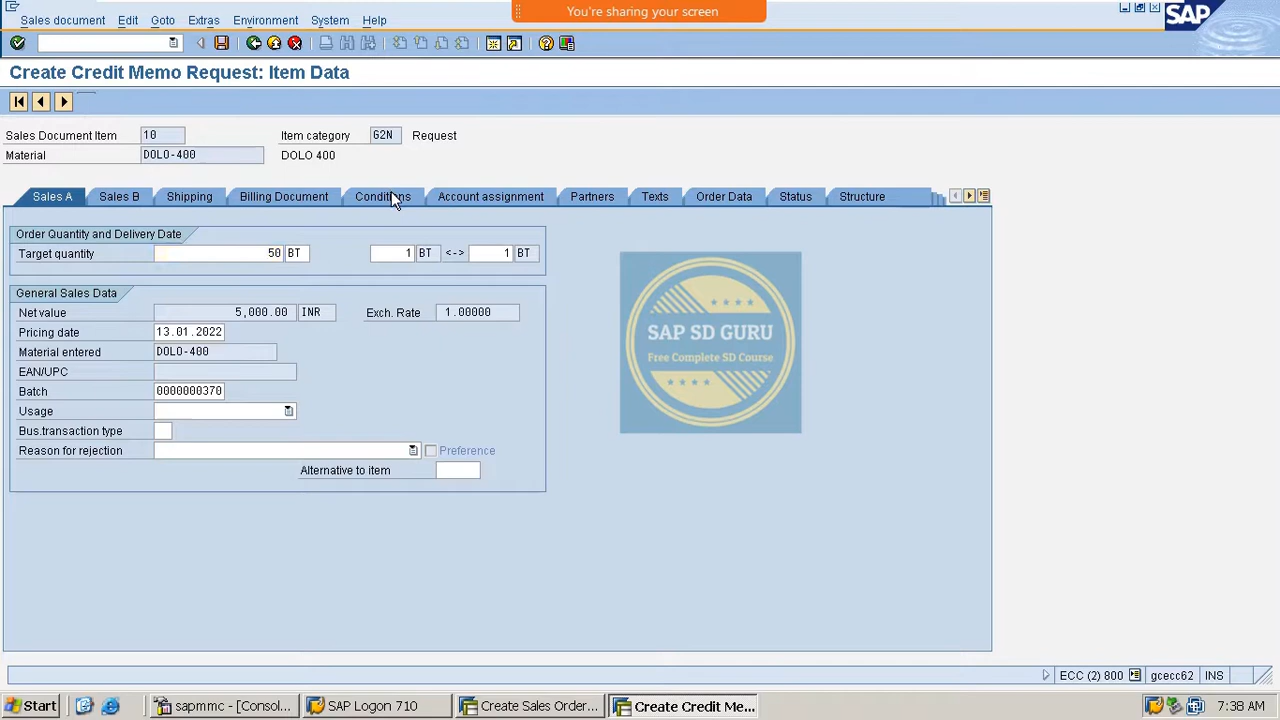 You're sharing your screen
Sales document Edit Goto Extras Environment System Help
SAP
Create Credit Memo Request: Item Data
Sales Document Item 10 Item category G2N Request
Material DOLO-400 DOLO 400
Sales A Sales B Shipping Billing Document Conditions Account assignment Partners Texts Order Data Status Structure
Order Quantity and Delivery Date
Target quantity 50 BT 1 BT <-> 1 BT
General Sales Data
Net value 5,000.00 INR Exch. Rate 1.00000
Pricing date 13.01.2022
Material entered DOLO-400
EAN/UPC
Batch 0000000370
Usage
Bus.transaction type
Reason for rejection Preference
Alternative to item
SAP SD GURU
Free Complete SD Course
ECC (2) 800 gcecc62 INS
Start sapmmc - [Consol... SAP Logon 710 Create Sales Order... Create Credit Me... 7:38 AM